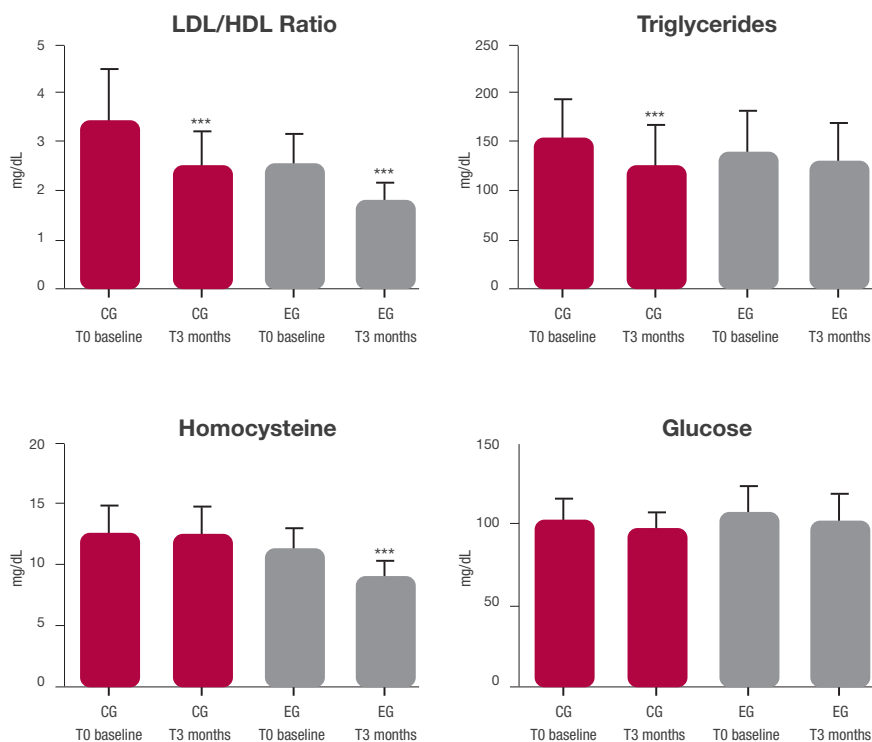 LDL/HDL Ratio
5
4
3
2
1
0
mg/dL
***
***
CG CG EG EG
T0 baseline T3 months T0 baseline T3 months
Triglycerides
250
200
150
100
50
0
mg/dL
***
CG CG EG EG
T0 baseline T3 months T0 baseline T3 months
Homocysteine
20
15
10
5
0
mg/dL
***
CG CG EG EG
T0 baseline T3 months T0 baseline T3 months
Glucose
150
100
50
0
mg/dL
CG CG EG EG
T0 baseline T3 months T0 baseline T3 months